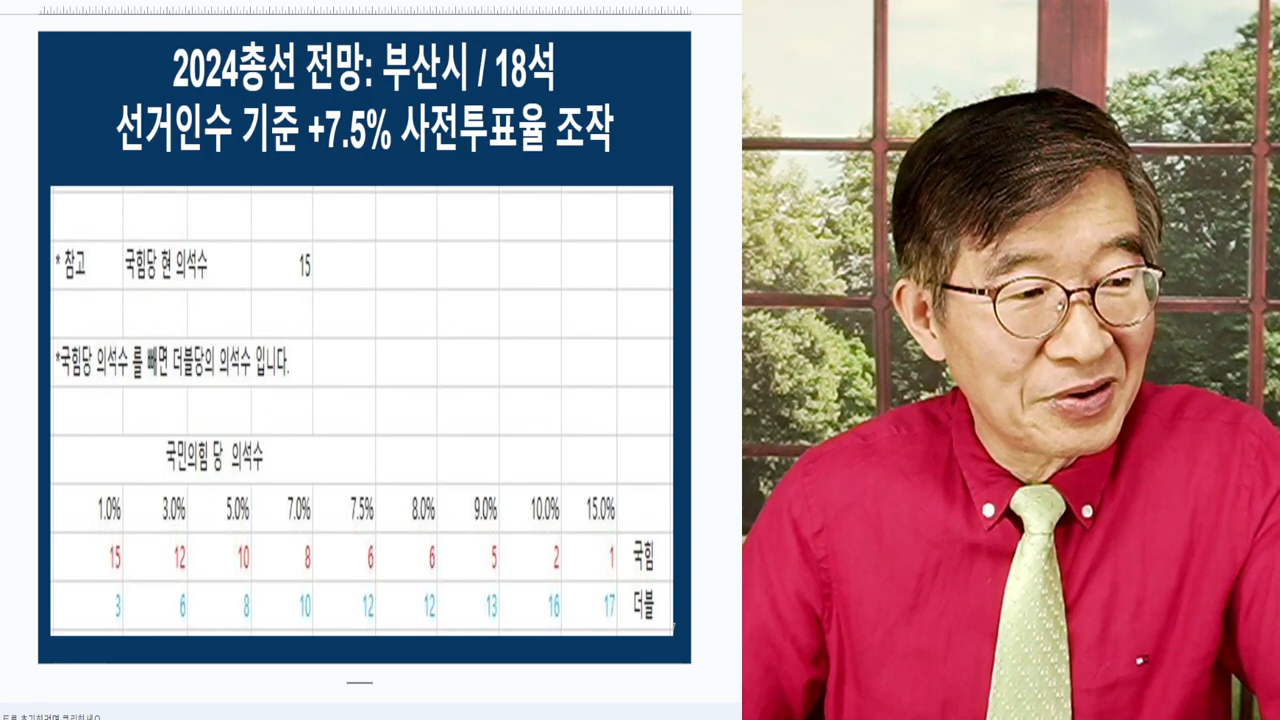 2024총선 전망: 부산시 / 18석
선거인수 기준 +7.5% 사전투표율 조작
* 참고 국힘당 현 의석수 15
*국힘당 의석수 를 빼면 더블당의 의석수 입니다.
국민의힘 당 의석수
1.0% 3.0% 5.0% 7.0% 7.5% 8.0% 9.0% 10.0% 15.0%
15 12 10 8 6 6 5 2 1 국힘
3 6 8 10 12 12 13 16 17 더블